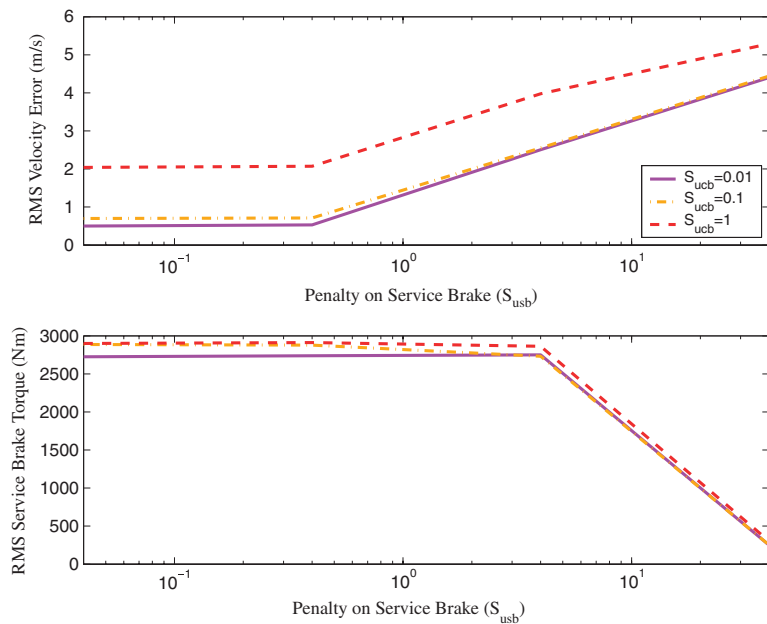 6
5
4
3
2
1
0
RMS Velocity Error (m/s)
S_ucb=0.01
S_ucb=0.1
S_ucb=1
10^-1
10^0
10^1
Penalty on Service Brake (S_usb)
3000
2500
2000
1500
1000
500
0
RMS Service Brake Torque (Nm)
10^-1
10^0
10^1
Penalty on Service Brake (S_usb)